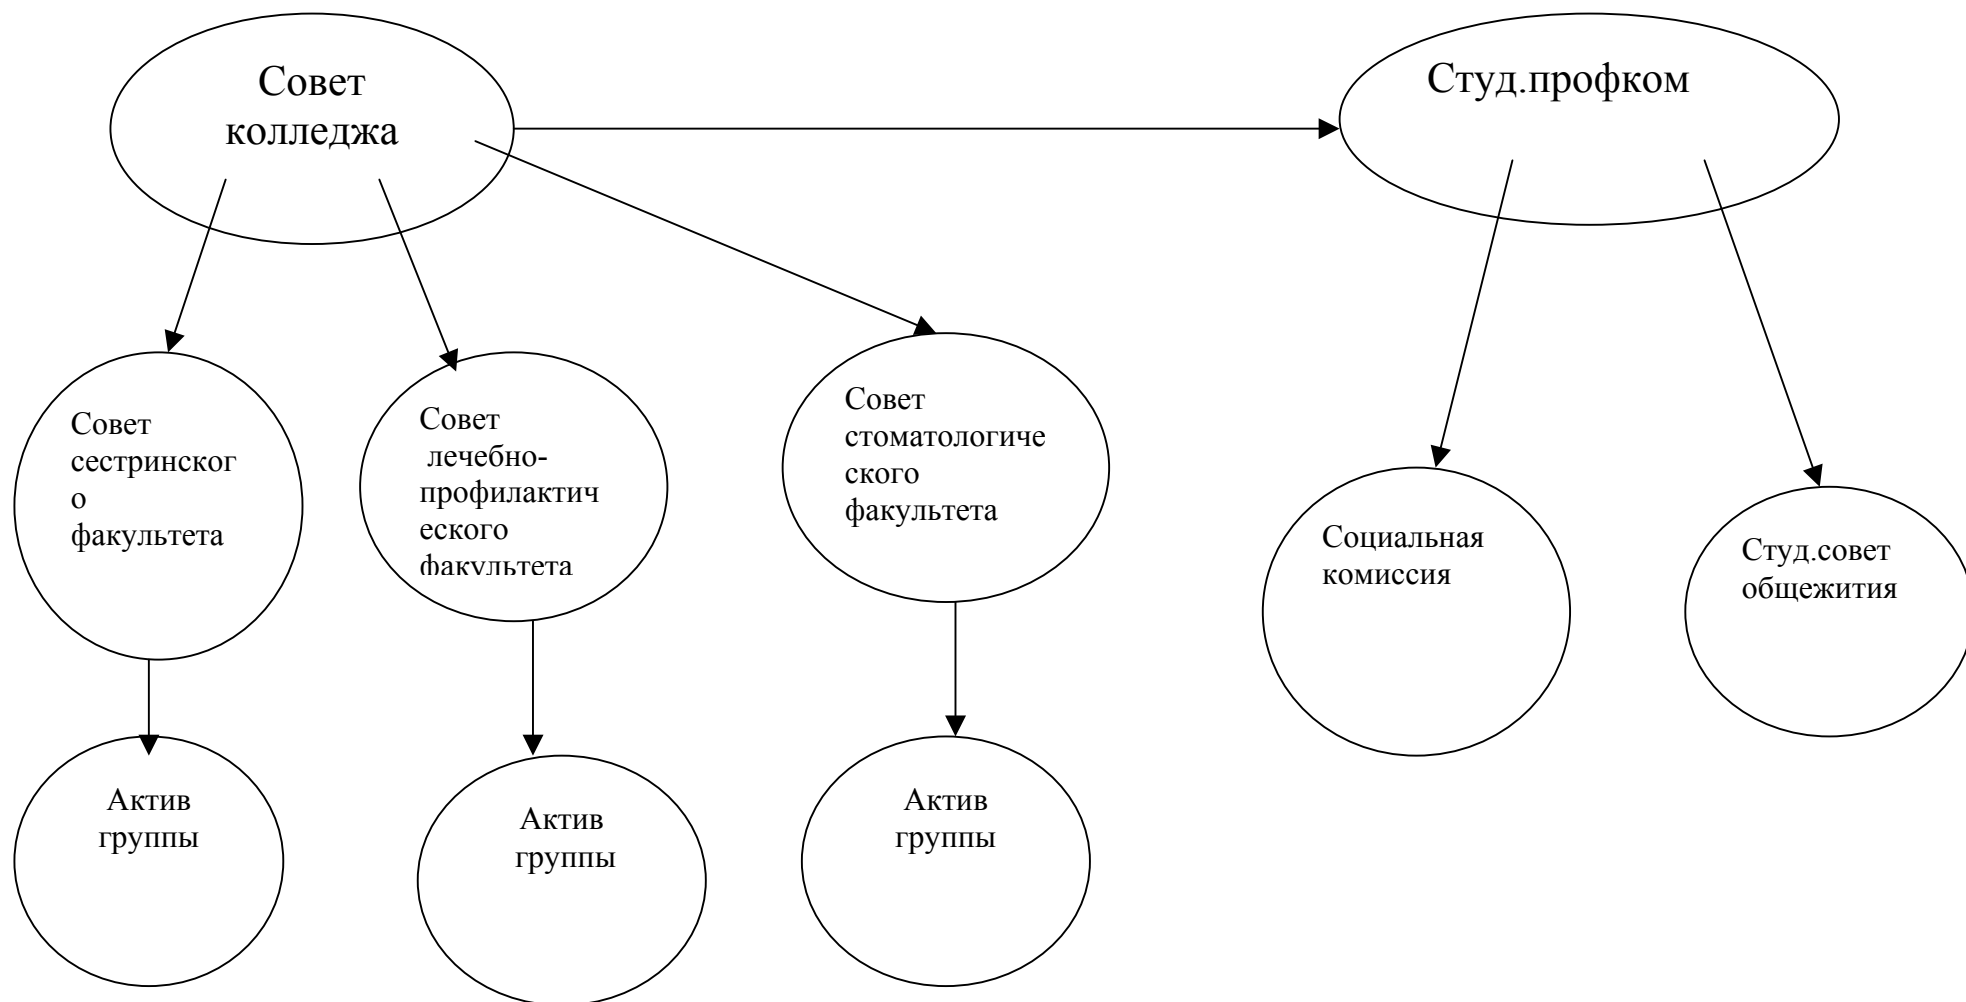 Совет
колледжа
Студ.профком
Совет
сестринског
о
факультета
Совет
лечебно-
профилактич
еского
факультета
Совет
стоматологиче
ского
факультета
Социальная
комиссия
Студ.совет
общежития
Актив
группы
Актив
группы
Актив
группы